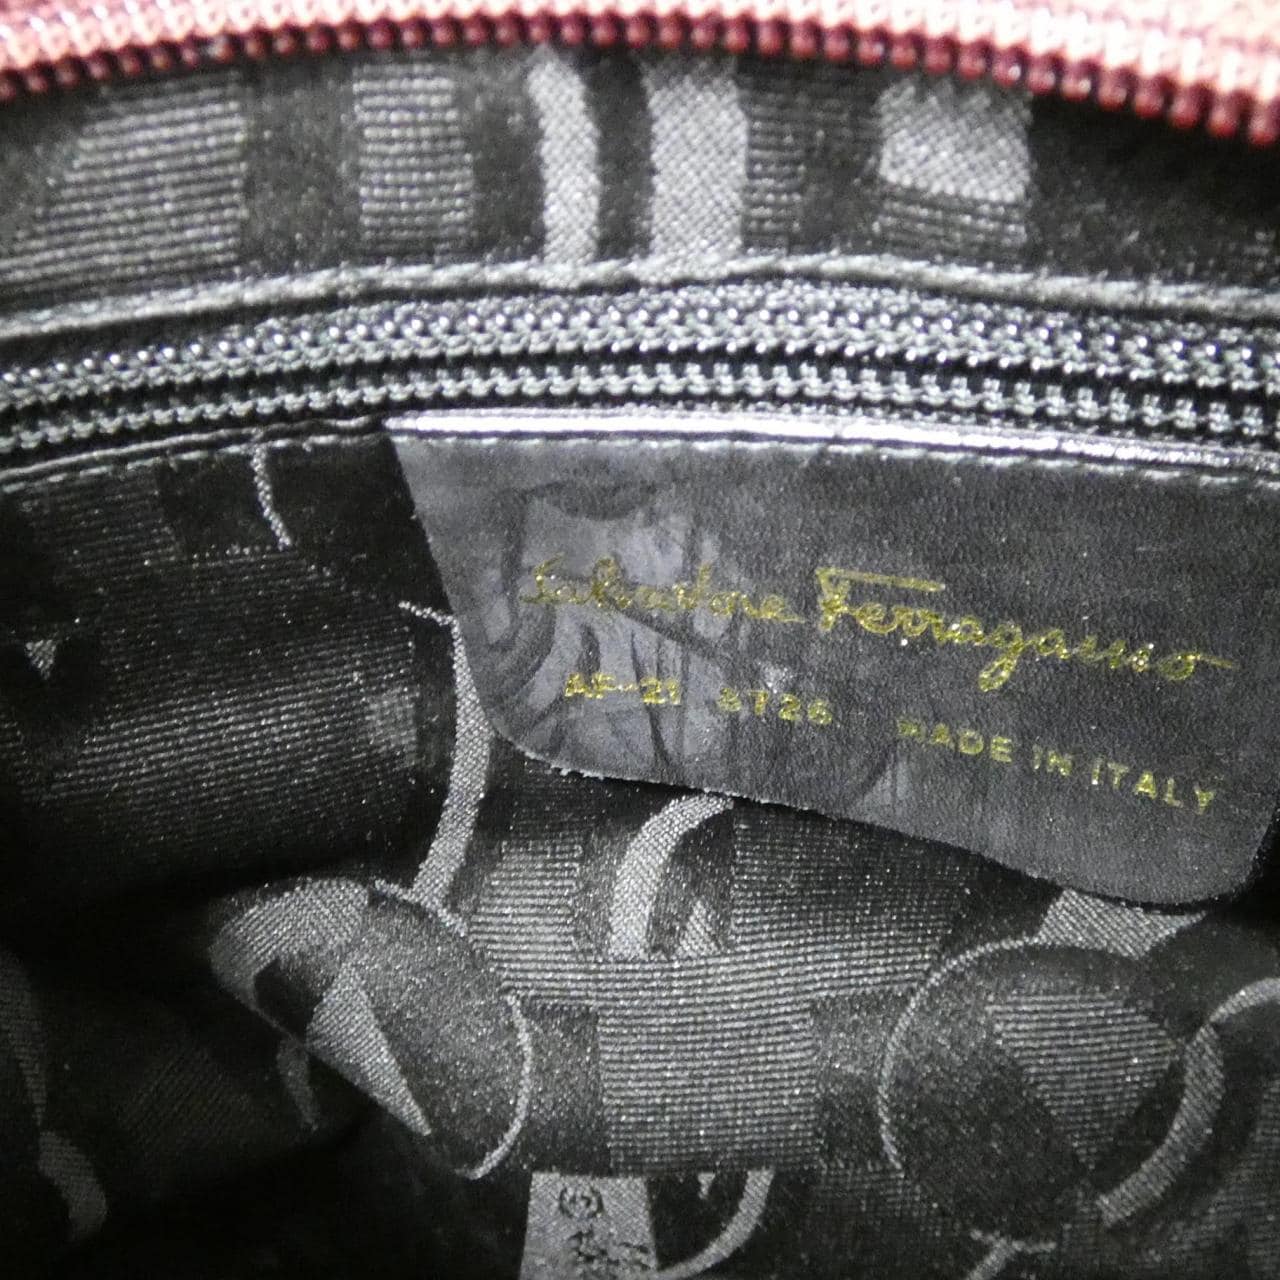 Salvatore Ferragamo
AF-21 5726 MADE IN ITALY